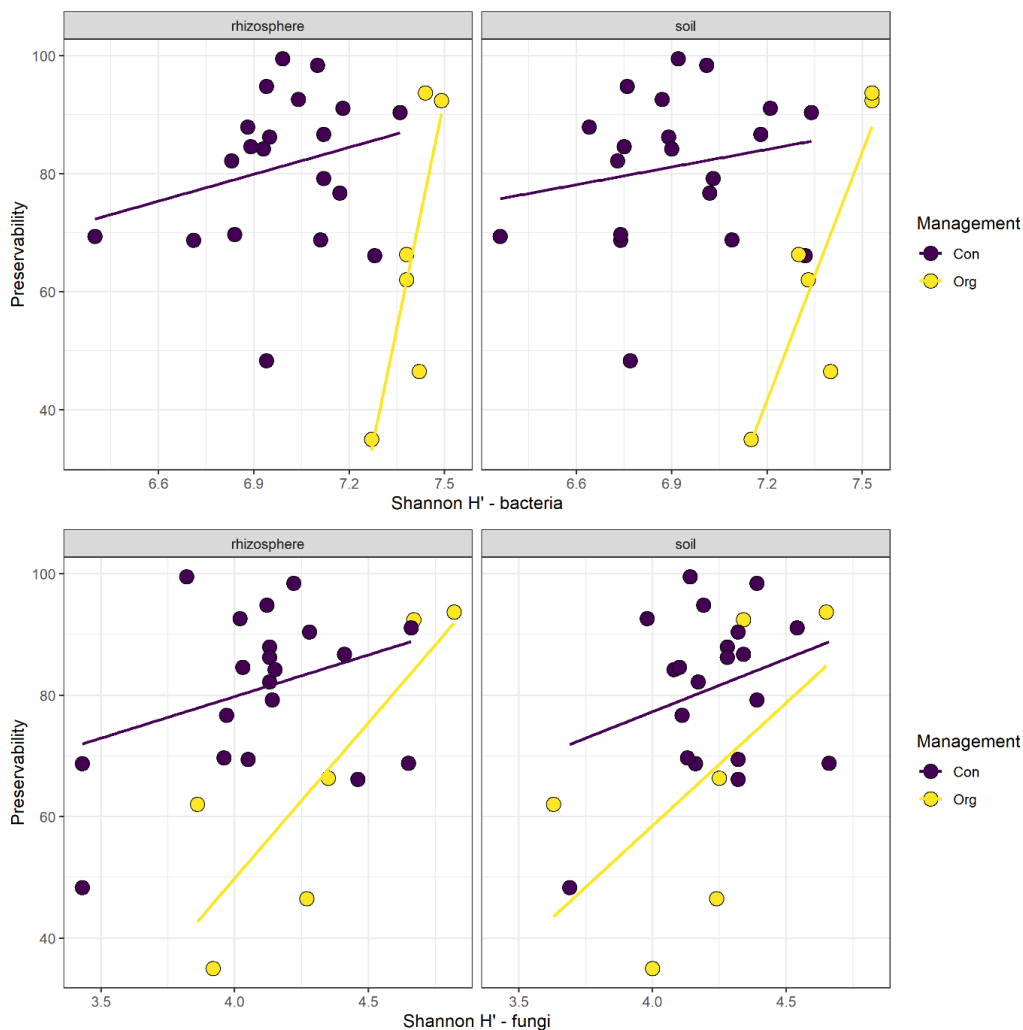 rhizosphere soil
100
80
60
40
Preservability
6.6 6.9 7.2 7.5 6.6 6.9 7.2 7.5
Shannon H' - bacteria
Management
Con
Org
rhizosphere soil
100
80
60
40
Preservability
3.5 4.0 4.5 3.5 4.0 4.5
Shannon H' - fungi
Management
Con
Org